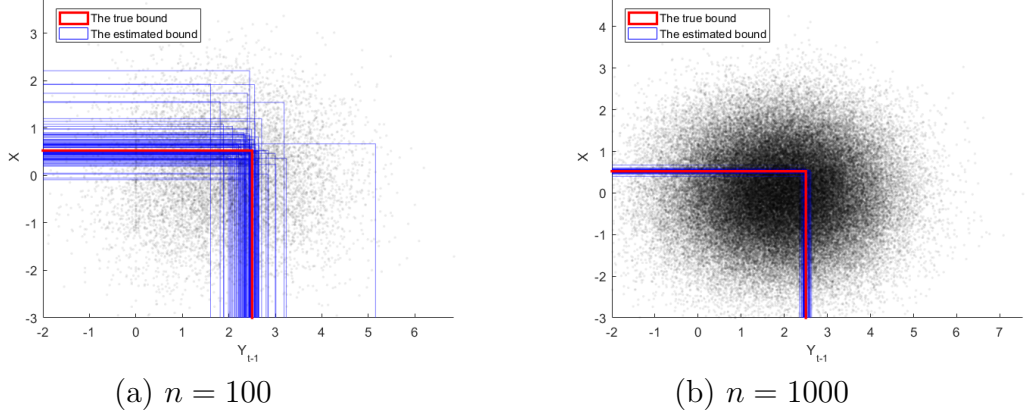 The true bound
The estimated bound
3
2
1
0
-1
-2
-3
X
-2 -1 0 1 2 3 4 5 6
Y t-1
(a) n = 100
The true bound
The estimated bound
4
3
2
1
0
-1
-2
-3
X
-2 -1 0 1 2 3 4 5 6 7
Y t-1
(b) n = 1000